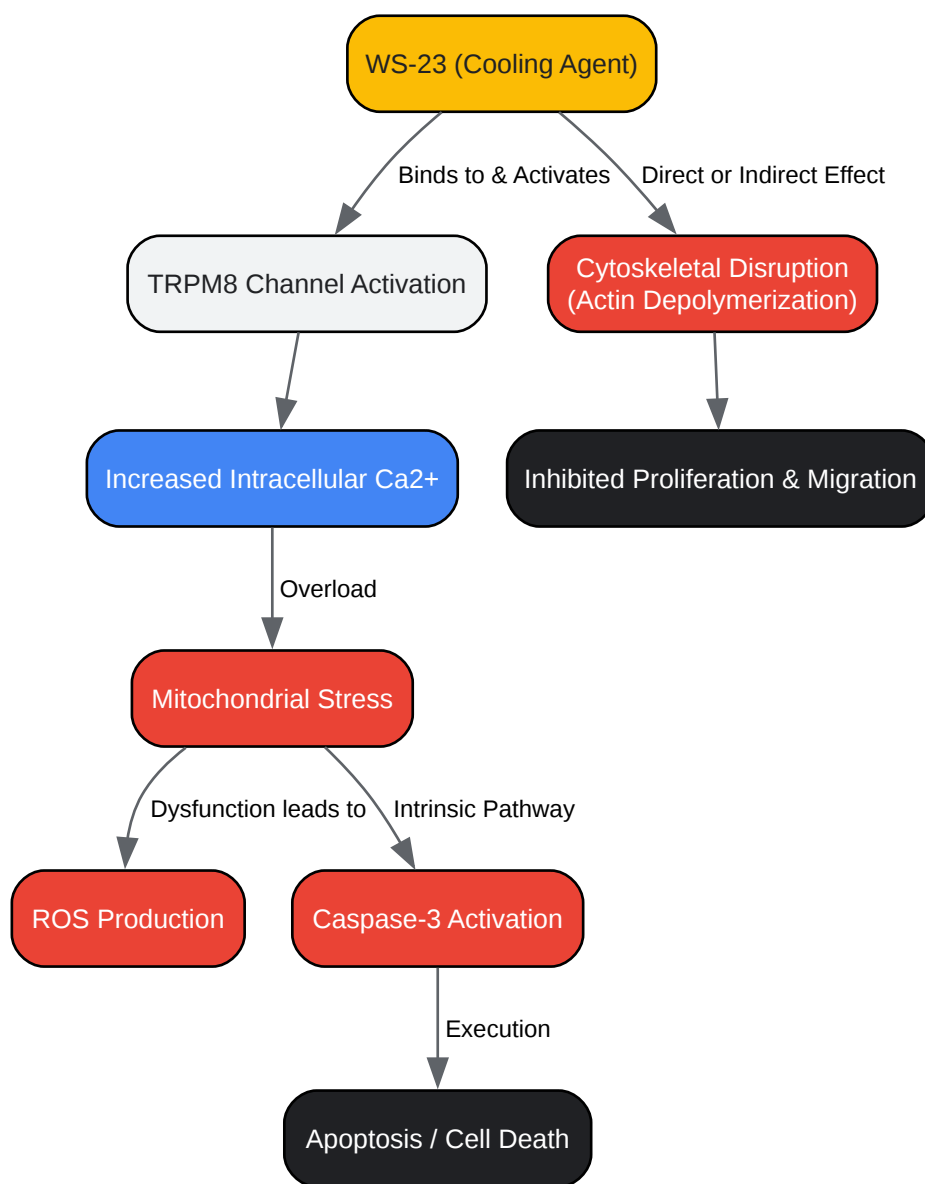 WS-23 (Cooling Agent)
Binds to & Activates
Direct or Indirect Effect
TRPM8 Channel Activation
Cytoskeletal Disruption
(Actin Depolymerization)
Increased Intracellular Ca2+
Inhibited Proliferation & Migration
Overload
Mitochondrial Stress
Dysfunction leads to
Intrinsic Pathway
ROS Production
Caspase-3 Activation
Execution
Apoptosis / Cell Death